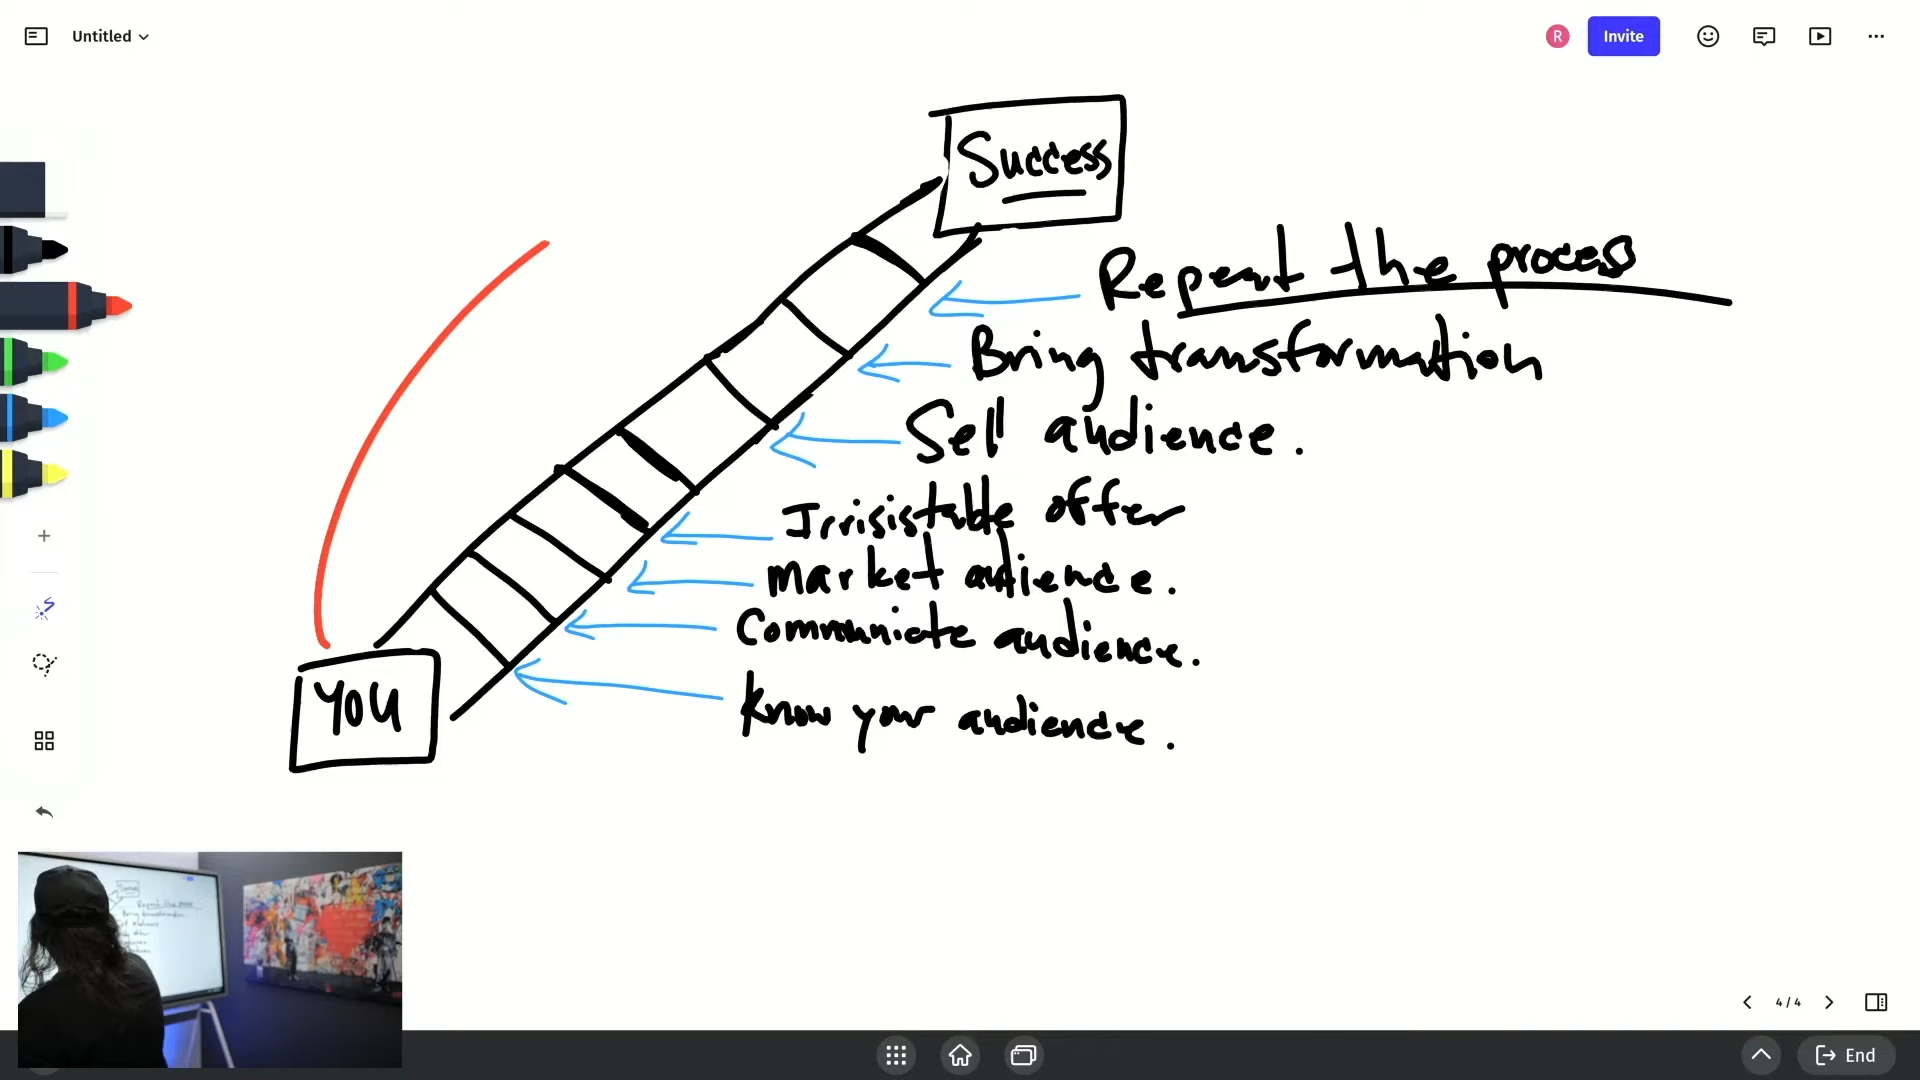 Untitled
R
Invite
Success
Repeat the process
Bring transformation
Sell audience.
Irrisistable offer
Market audience.
Communicate audience.
Know your audience.
YOU
4/4
End